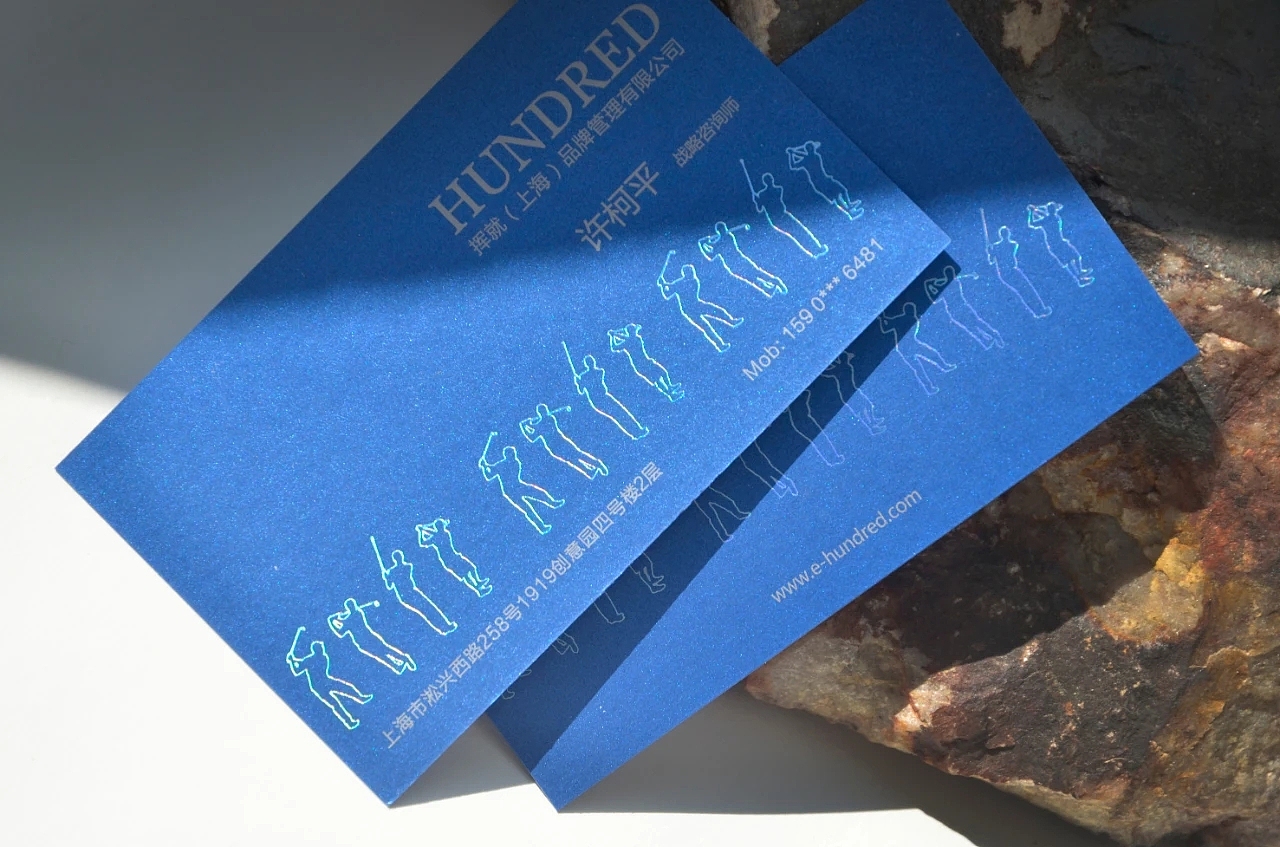 HUNDRED
挥就（上海）品牌管理有限公司
许柯平 战略咨询师
Mob: 159 0*** 6481
上海市淞兴西路258号1919创意园四号楼2层
www.e-hundred.com